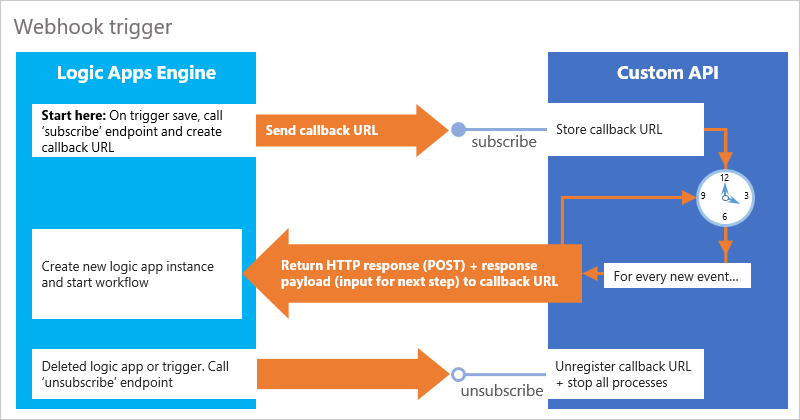 Webhook trigger
Logic Apps Engine
Custom API
Start here: On trigger save, call
‘subscribe’ endpoint and create
callback URL
Send callback URL
subscribe
Store callback URL
12
9
3
6
Create new logic app instance
and start workflow
Return HTTP response (POST) + response
payload (input for next step) to callback URL
For every new event...
Deleted logic app or trigger. Call
‘unsubscribe’ endpoint
unsubscribe
Unregister callback URL
+ stop all processes